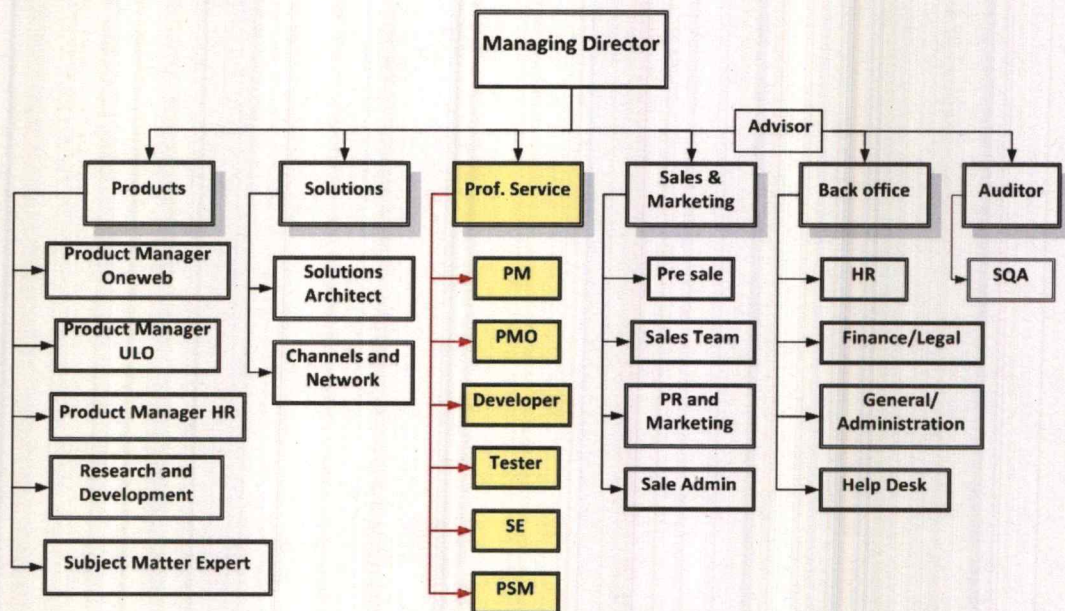 Managing Director
Advisor
Products
Solutions
Prof. Service
Sales &
Marketing
Back office
Auditor
Product Manager
Oneweb
Product Manager
ULO
Product Manager HR
Research and
Development
Subject Matter Expert
Solutions
Architect
Channels and
Network
PM
PMO
Developer
Tester
SE
PSM
Pre sale
Sales Team
PR and
Marketing
Sale Admin
HR
Finance/Legal
General/
Administration
Help Desk
SQA